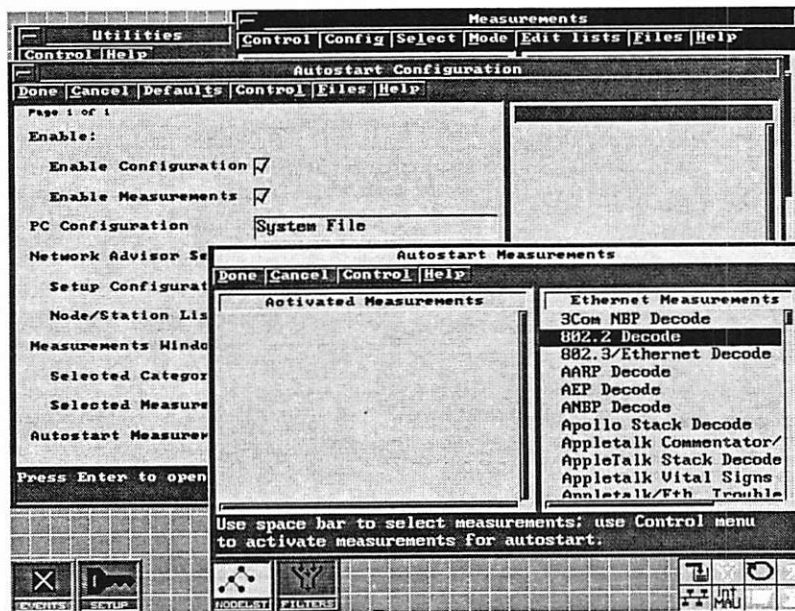 Utilities
Control Help
Measurements
Control Config Select Mode Edit lists Files Help
Autostart Configuration
Done Cancel Defaults Control Files Help
Page 1 of 1
Enable:
Enable Configuration
Enable Measurements
PC Configuration System File
Network Advisor Se
Setup Configurat
Node/Station Lis
Measurements Windo
Selected Categor
Selected Measure
Autostart Measurem
Press Enter to open
Autostart Measurements
Done Cancel Control Help
Activated Measurements
Ethernet Measurements
3Com NBP Decode
802.2 Decode
802.3/Ethernet Decode
AARP Decode
AEP Decode
ANBP Decode
Apollo Stack Decode
Appletalk Commentator/
AppleTalk Stack Decode
Appletalk Vital Signs
Appletalk/Eth. Trouble
Use space bar to select measurements; use Control menu
to activate measurements for autostart.
EVENTS
SETUP
NODELST
FILTERS